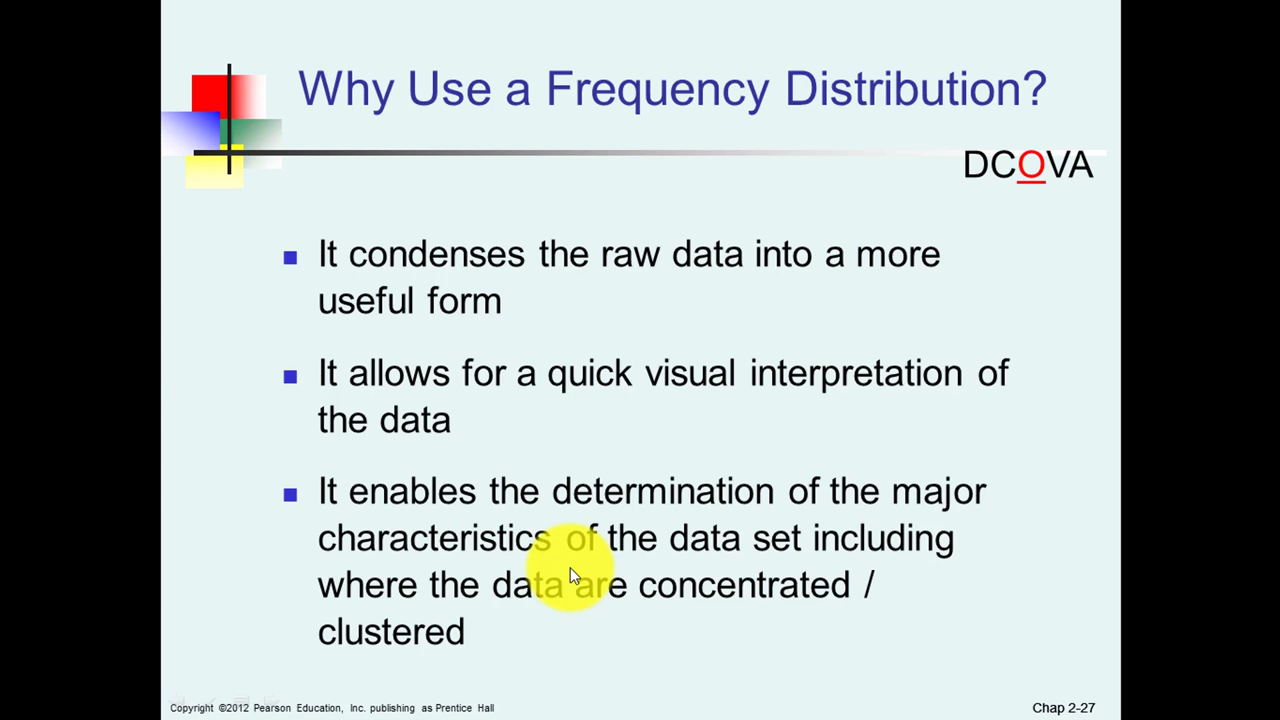 Why Use a Frequency Distribution?
DCOVA
It condenses the raw data into a more
useful form
It allows for a quick visual interpretation of
the data
It enables the determination of the major
characteristics of the data set including
where the data are concentrated /
clustered
Copyright ©2012 Pearson Education, Inc. publishing as Prentice Hall
Chap 2-27